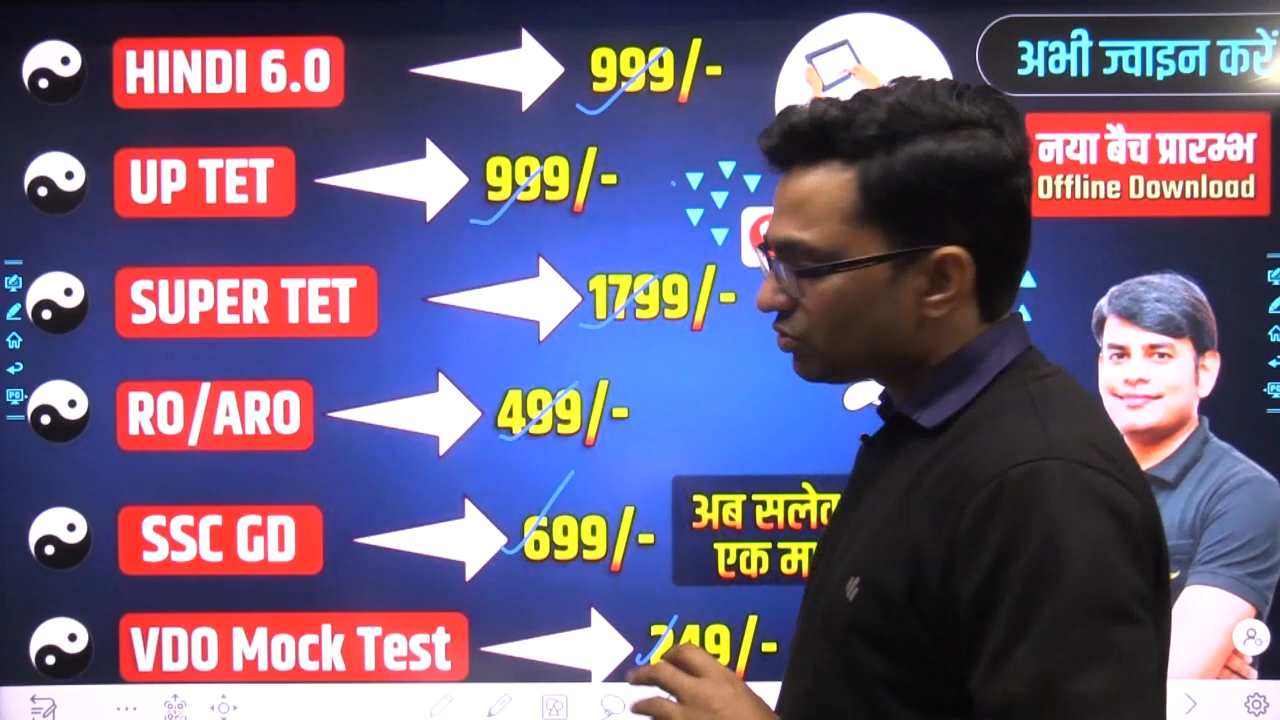 HINDI 6.0
999/-
UP TET
999/-
SUPER TET
1799/-
RO/ARO
499/-
SSC GD
699/-
VDO Mock Test
249/-
अभी ज्वाइन करें
नया बैच प्रारम्भ
Offline Download
अब
एक